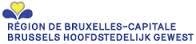 RÉGION DE BRUXELLES-CAPITALE
BRUSSELS HOOFDSTEDELIJK GEWEST